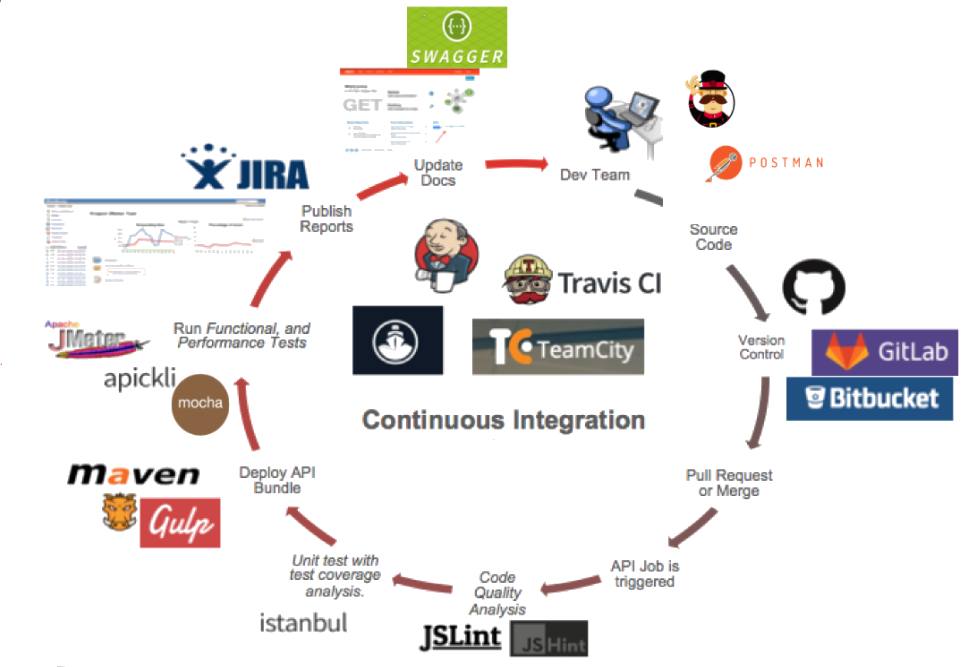 {···}
SWAGGER
GET
Update
Docs
Dev Team
POSTMAN
JIRA
Publish
Reports
Source
Code
Travis CI
TC TeamCity
Version
Control
GitLab
Bitbucket
Apache
JMeter
Run Functional, and
Performance Tests
apickli
mocha
Continuous Integration
maven
Gulp
Deploy API
Bundle
Pull Request
or Merge
API Job is
triggered
Unit test with
test coverage
analysis.
istanbul
Code
Quality
Analysis
JSLint
JSHint